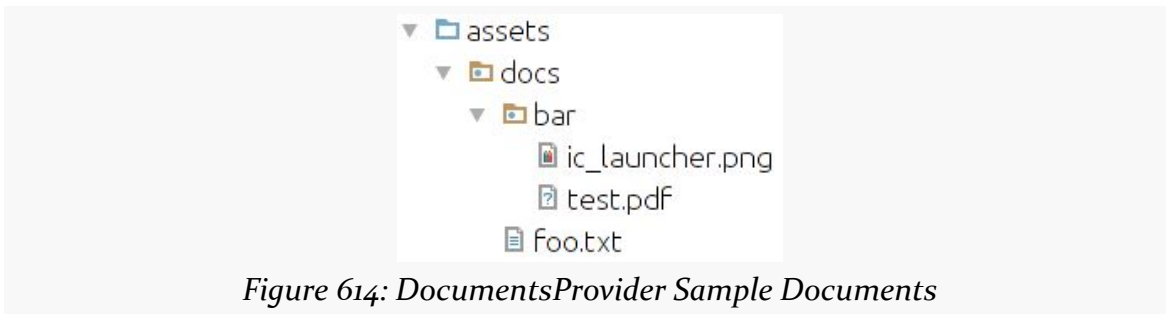 assets
docs
bar
ic_launcher.png
test.pdf
foo.txt
Figure 614: DocumentsProvider Sample Documents